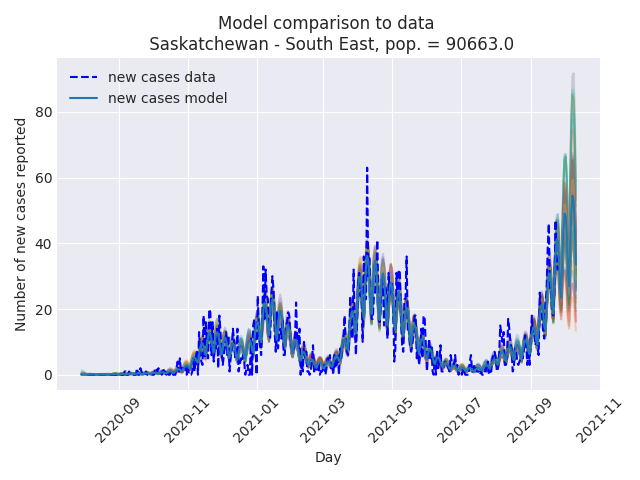 Model comparison to data
Saskatchewan - South East, pop. = 90663.0
new cases data
new cases model
Number of new cases reported
80
60
40
20
0
2020-09
2020-11
2021-01
2021-03
2021-05
2021-07
2021-09
2021-11
Day